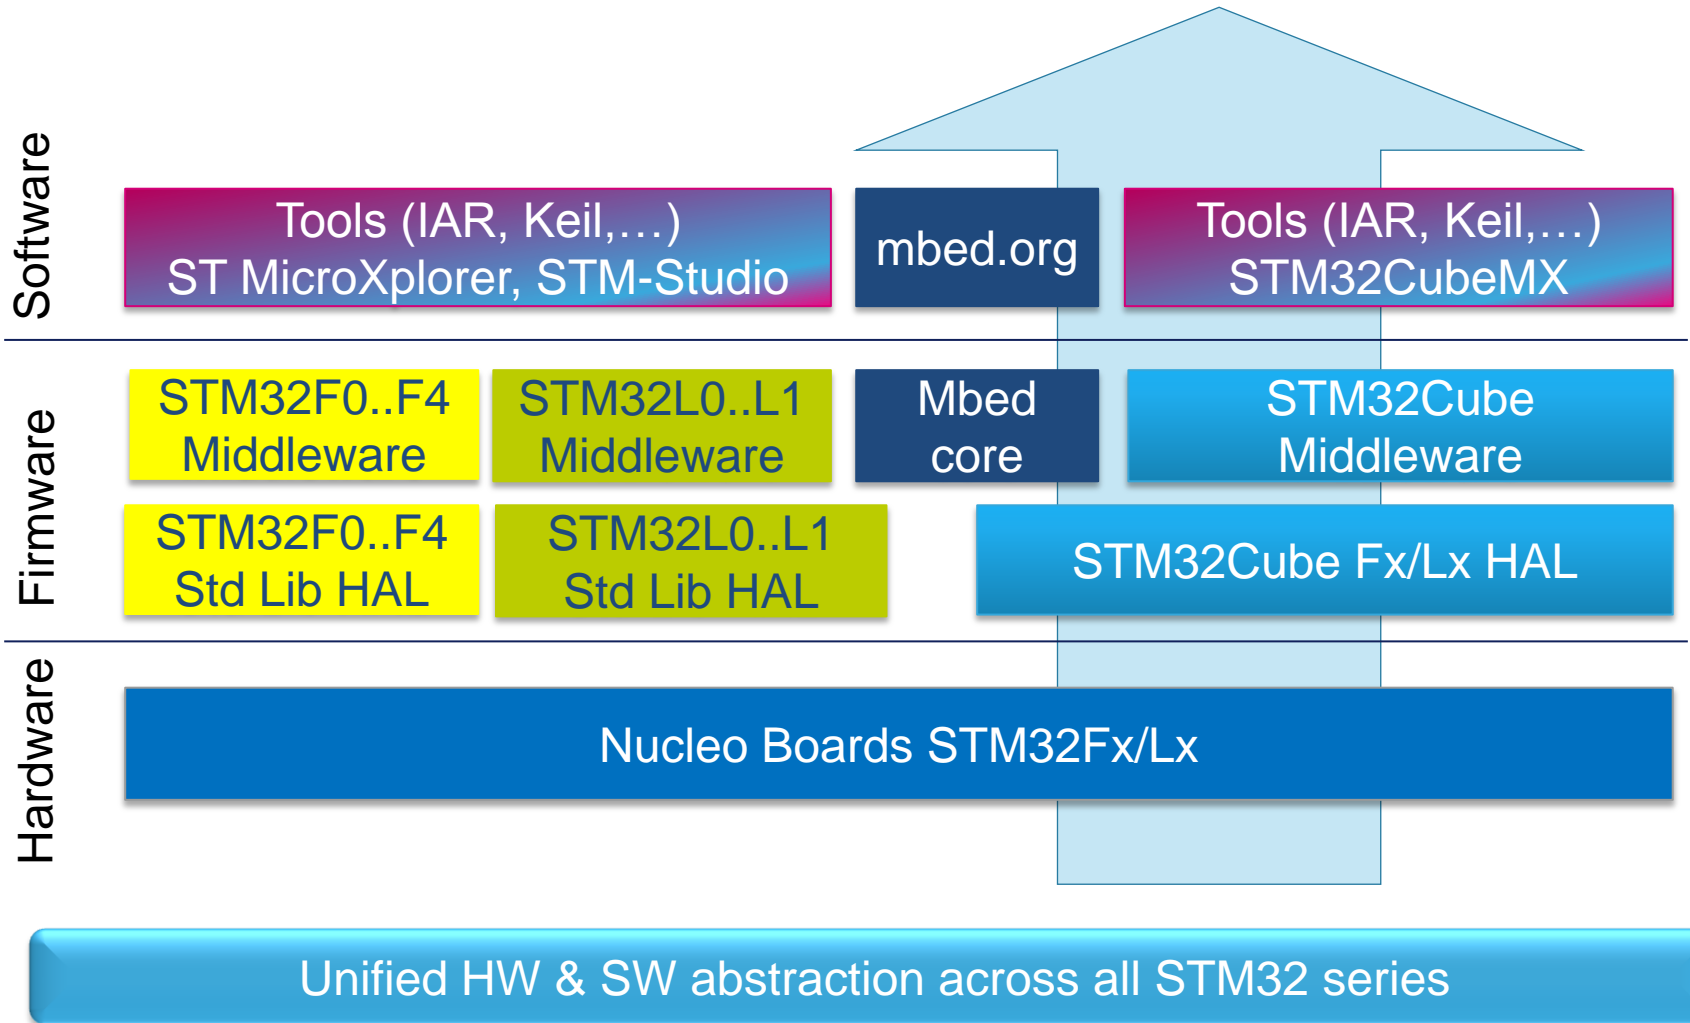 Software
Tools (IAR, Keil,…)
ST MicroXplorer, STM-Studio
mbed.org
Tools (IAR, Keil,…)
STM32CubeMX
Firmware
STM32F0..F4
Middleware
STM32L0..L1
Middleware
Mbed
core
STM32Cube
Middleware
STM32F0..F4
Std Lib HAL
STM32L0..L1
Std Lib HAL
STM32Cube Fx/Lx HAL
Hardware
Nucleo Boards STM32Fx/Lx
Unified HW & SW abstraction across all STM32 series